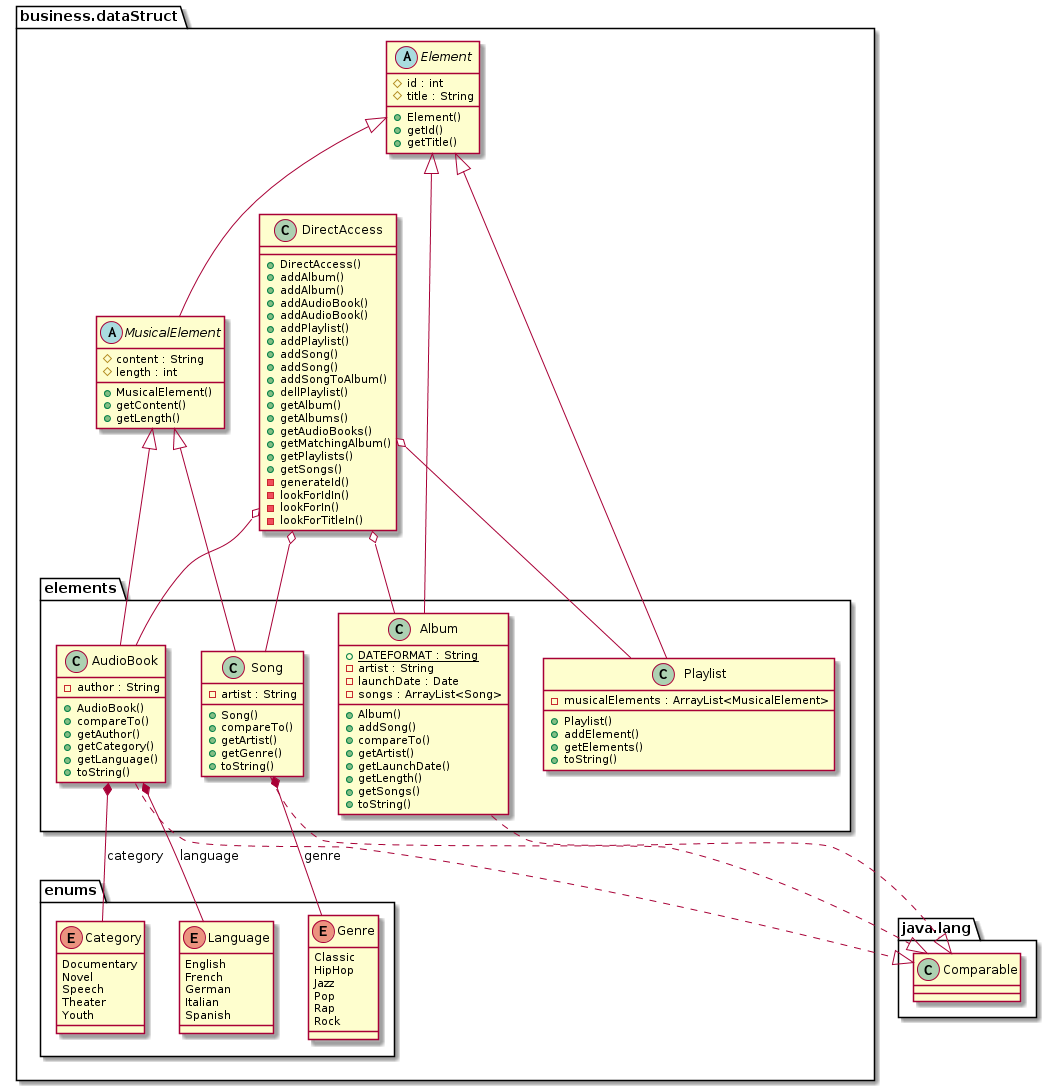 business.dataStruct
A Element
id : int
title : String
Element()
getId()
getTitle()
C DirectAccess
DirectAccess()
addAlbum()
addAlbum()
addAudioBook()
addAudioBook()
addPlaylist()
addPlaylist()
addSong()
addSong()
addSongToAlbum()
dellPlaylist()
getAlbum()
getAlbums()
getAudioBooks()
getMatchingAlbum()
getPlaylists()
getSongs()
generateId()
lookForIdIn()
lookForIn()
lookForTitleIn()
A MusicalElement
content : String
length : int
MusicalElement()
getContent()
getLength()
elements
C AudioBook
author : String
AudioBook()
compareTo()
getAuthor()
getCategory()
getLanguage()
toString()
C Song
artist : String
Song()
compareTo()
getArtist()
getGenre()
toString()
C Album
DATEFORMAT : String
artist : String
launchDate : Date
songs : ArrayList<Song>
Album()
addSong()
compareTo()
getArtist()
getLaunchDate()
getLength()
getSongs()
toString()
C Playlist
musicalElements : ArrayList<MusicalElement>
Playlist()
addElement()
getElements()
toString()
category
language
genre
enums
E Category
Documentary
Novel
Speech
Theater
Youth
E Language
English
French
German
Italian
Spanish
E Genre
Classic
HipHop
Jazz
Pop
Rap
Rock
java.lang
C Comparable